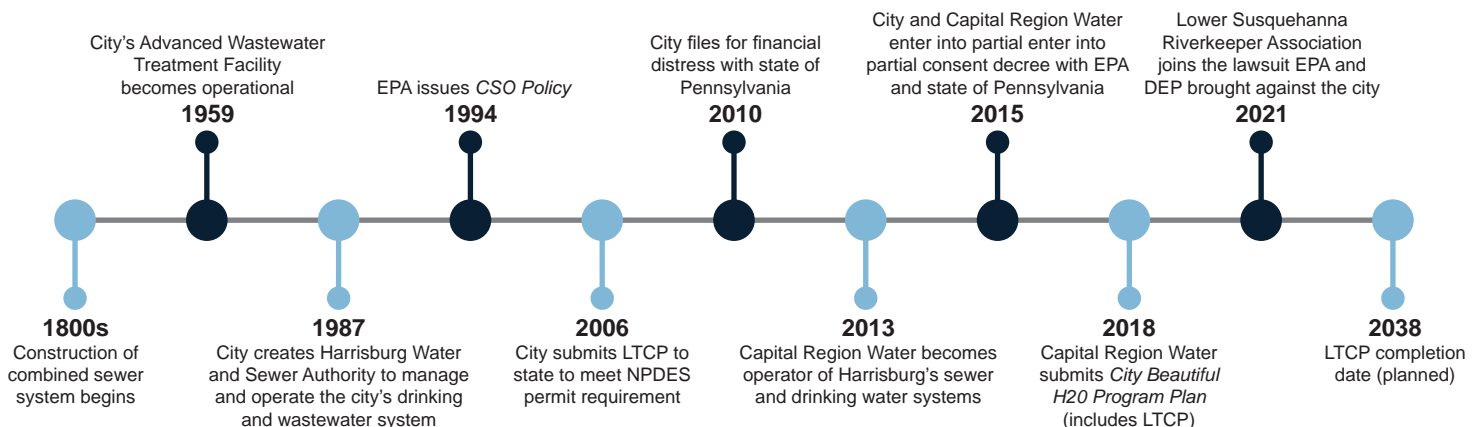 City's Advanced Wastewater
Treatment Facility
becomes operational
1959
EPA issues CSO Policy
1994
City files for financial
distress with state of
Pennsylvania
2010
City and Capital Region Water
enter into partial enter into
partial consent decree with EPA
and state of Pennsylvania
2015
Lower Susquehanna
Riverkeeper Association
joins the lawsuit EPA and
DEP brought against the city
2021
1800s
Construction of
combined sewer
system begins
1987
City creates Harrisburg Water
and Sewer Authority to manage
and operate the city's drinking
and wastewater system
2006
City submits LTCP to
state to meet NPDES
permit requirement
2013
Capital Region Water becomes
operator of Harrisburg's sewer
and drinking water systems
2018
Capital Region Water
submits City Beautiful
H20 Program Plan
(includes LTCP)
2038
LTCP completion
date (planned)